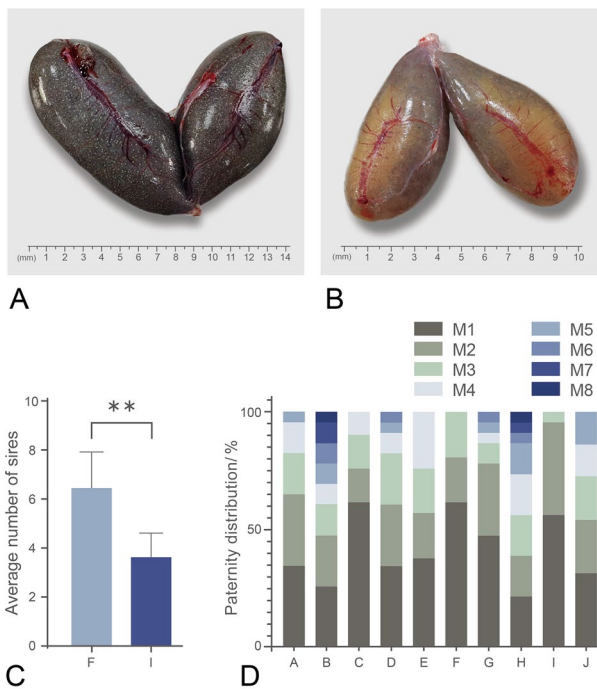 (mm) 1 2 3 4 5 6 7 8 9 10 11 12 13 14
(mm) 1 2 4 5 6 7 8 9 10
A
B
M1 M5
M2 M6
M3 M7
M4 M8
Average number of sires
10
8
6
4
2
0
**
F I
C
Paternity distribution/ %
100
50
0
A B C D E F G H I J
D